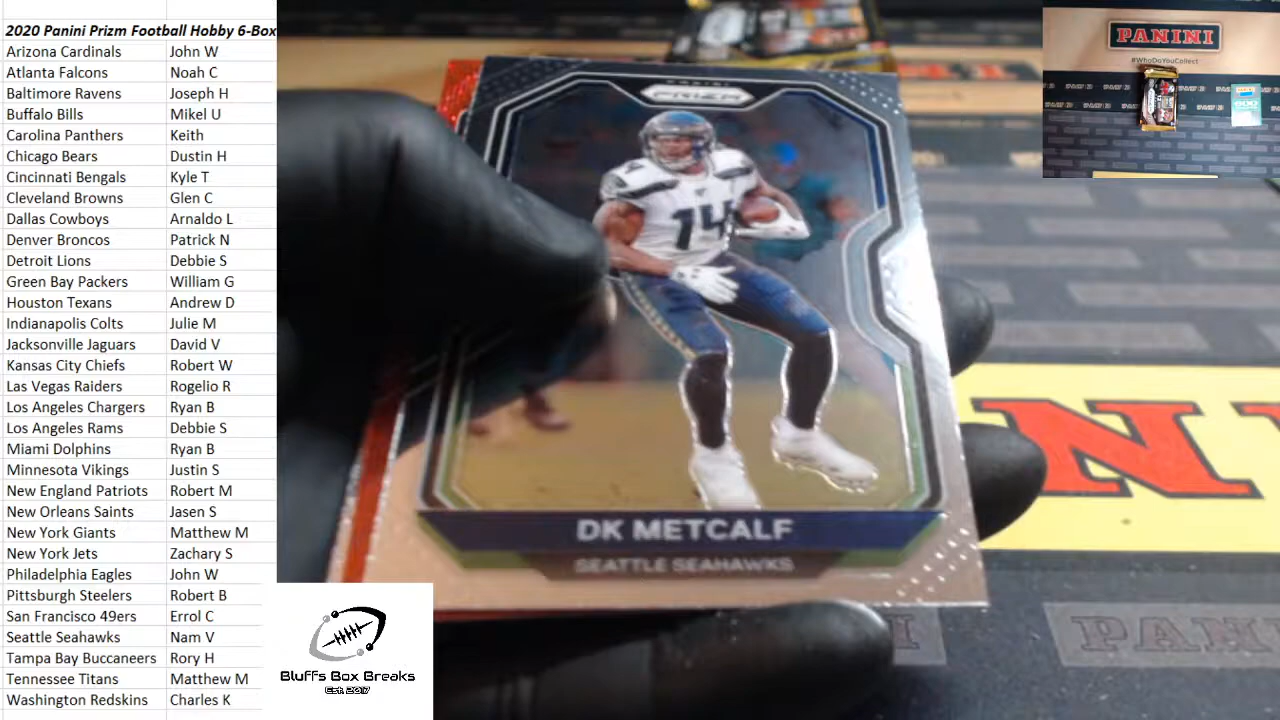 2020 Panini Prizm Football Hobby 6-Box
Arizona Cardinals John W
Atlanta Falcons Noah C
Baltimore Ravens Joseph H
Buffalo Bills Mikel U
Carolina Panthers Keith
Chicago Bears Dustin H
Cincinnati Bengals Kyle T
Cleveland Browns Glen C
Dallas Cowboys Arnaldo L
Denver Broncos Patrick N
Detroit Lions Debbie S
Green Bay Packers William G
Houston Texans Andrew D
Indianapolis Colts Julie M
Jacksonville Jaguars David V
Kansas City Chiefs Robert W
Las Vegas Raiders Rogelio R
Los Angeles Chargers Ryan B
Los Angeles Rams Debbie S
Miami Dolphins Ryan B
Minnesota Vikings Justin S
New England Patriots Robert M
New Orleans Saints Jasen S
New York Giants Matthew M
New York Jets Zachary S
Philadelphia Eagles John W
Pittsburgh Steelers Robert B
San Francisco 49ers Errol C
Seattle Seahawks Nam V
Tampa Bay Buccaneers Rory H
Tennessee Titans Matthew M
Washington Redskins Charles K
PRIZM
14
DK METCALF
SEATTLE SEAHAWKS
Bluffs Box Breaks
Est. 2017
PANINI
#WhoDoYouCollect
N
PANI